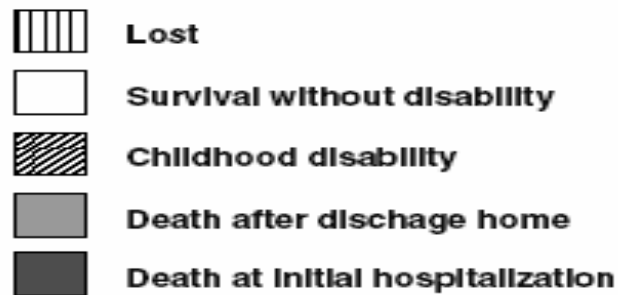 Lost
Survival without disability
Childhood disability
Death after dischage home
Death at initial hospitalization